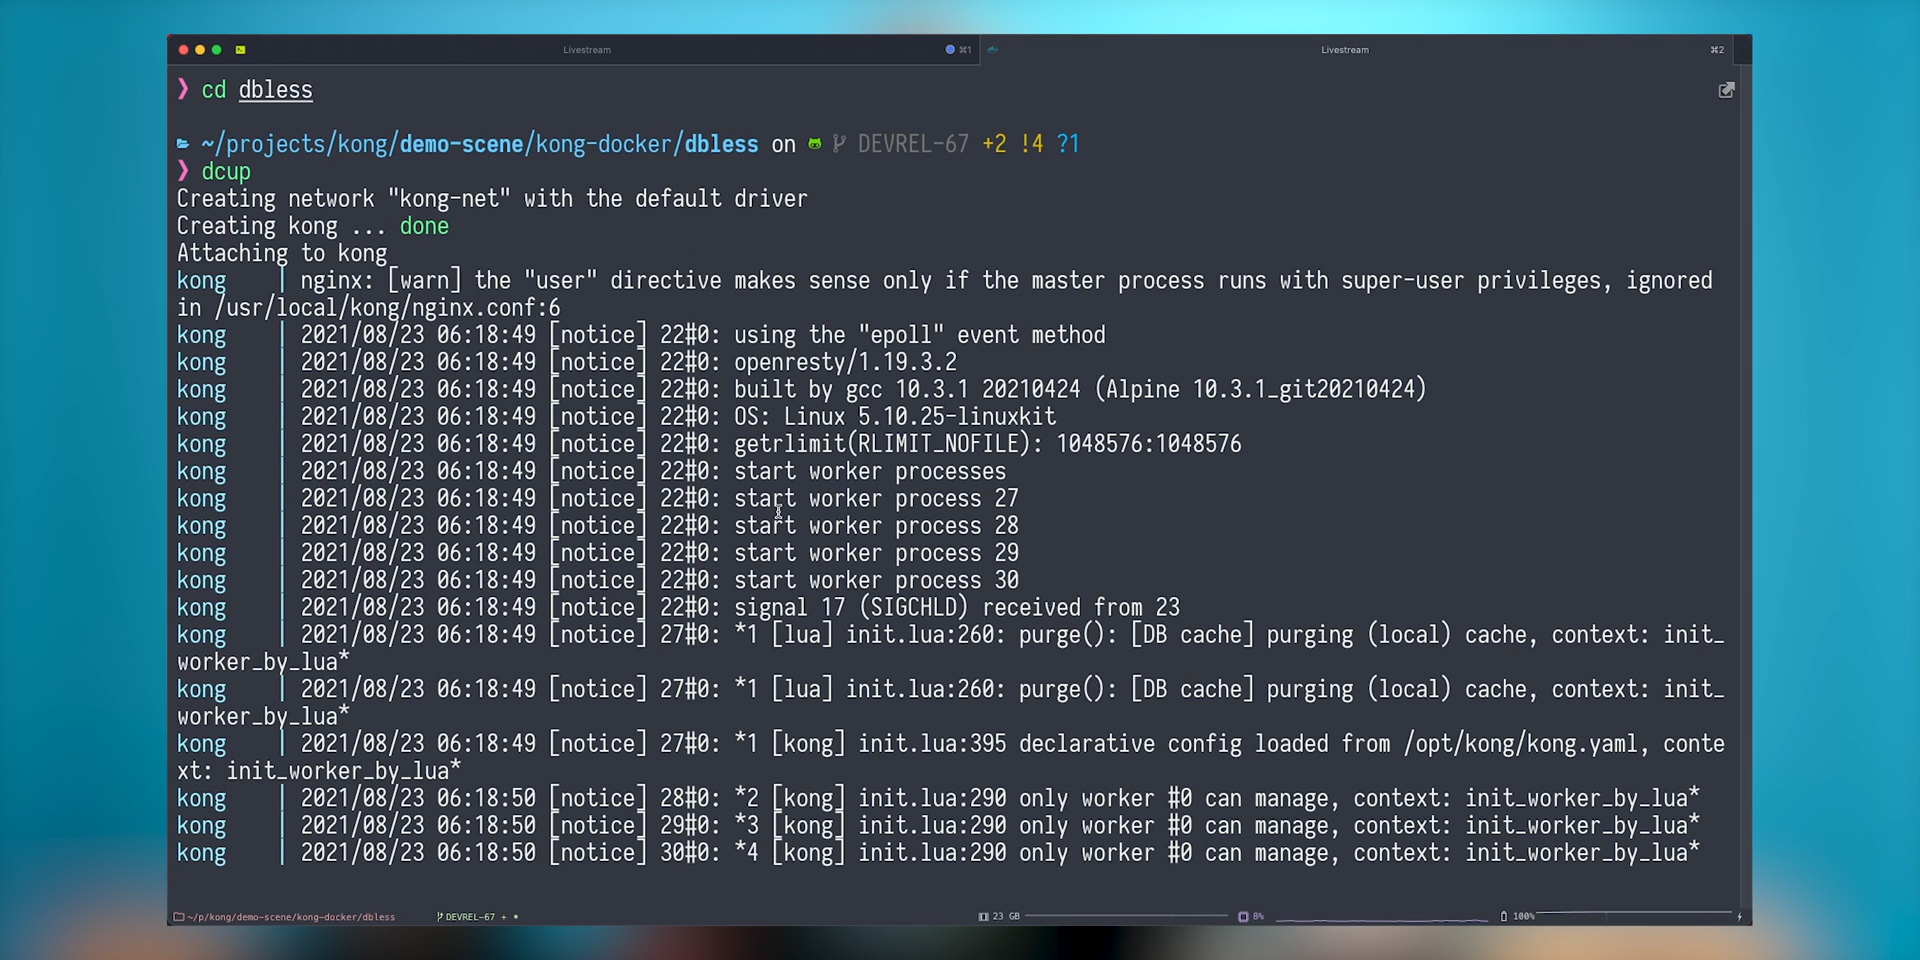 Livestream
⌘1
Livestream
⌘2
❯ cd dbless
~/projects/kong/demo-scene/kong-docker/dbless on DEVREL-67 +2 !4 ?1
❯ dcup
Creating network "kong-net" with the default driver
Creating kong ... done
Attaching to kong
kong | nginx: [warn] the "user" directive makes sense only if the master process runs with super-user privileges, ignored
in /usr/local/kong/nginx.conf:6
kong | 2021/08/23 06:18:49 [notice] 22#0: using the "epoll" event method
kong | 2021/08/23 06:18:49 [notice] 22#0: openresty/1.19.3.2
kong | 2021/08/23 06:18:49 [notice] 22#0: built by gcc 10.3.1 20210424 (Alpine 10.3.1_git20210424)
kong | 2021/08/23 06:18:49 [notice] 22#0: OS: Linux 5.10.25-linuxkit
kong | 2021/08/23 06:18:49 [notice] 22#0: getrlimit(RLIMIT_NOFILE): 1048576:1048576
kong | 2021/08/23 06:18:49 [notice] 22#0: start worker processes
kong | 2021/08/23 06:18:49 [notice] 22#0: start worker process 27
kong | 2021/08/23 06:18:49 [notice] 22#0: start worker process 28
kong | 2021/08/23 06:18:49 [notice] 22#0: start worker process 29
kong | 2021/08/23 06:18:49 [notice] 22#0: start worker process 30
kong | 2021/08/23 06:18:49 [notice] 22#0: signal 17 (SIGCHLD) received from 23
kong | 2021/08/23 06:18:49 [notice] 27#0: *1 [lua] init.lua:260: purge(): [DB cache] purging (local) cache, context: init_
worker_by_lua*
kong | 2021/08/23 06:18:49 [notice] 27#0: *1 [lua] init.lua:260: purge(): [DB cache] purging (local) cache, context: init_
worker_by_lua*
kong | 2021/08/23 06:18:49 [notice] 27#0: *1 [kong] init.lua:395 declarative config loaded from /opt/kong/kong.yaml, conte
xt: init_worker_by_lua*
kong | 2021/08/23 06:18:50 [notice] 28#0: *2 [kong] init.lua:290 only worker #0 can manage, context: init_worker_by_lua*
kong | 2021/08/23 06:18:50 [notice] 29#0: *3 [kong] init.lua:290 only worker #0 can manage, context: init_worker_by_lua*
kong | 2021/08/23 06:18:50 [notice] 30#0: *4 [kong] init.lua:290 only worker #0 can manage, context: init_worker_by_lua*
~/p/kong/demo-scene/kong-docker/dbless
DEVREL-67 + •
23 GB
8%
100%